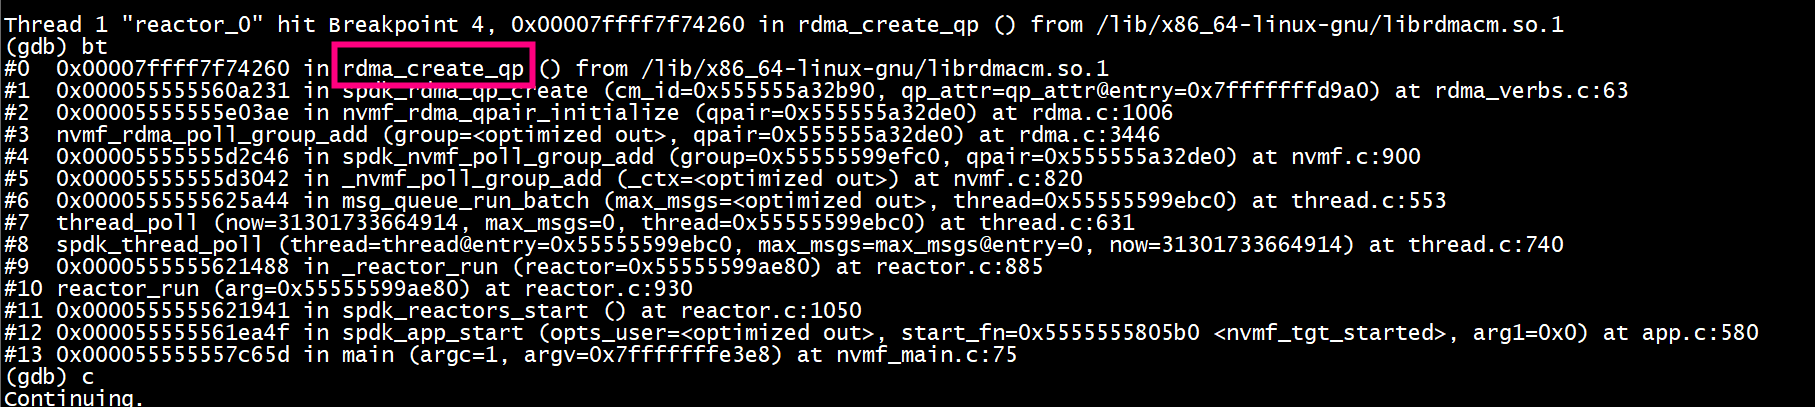 Thread 1 "reactor_0" hit Breakpoint 4, 0x00007ffff7f74260 in rdma_create_qp () from /lib/x86_64-linux-gnu/librdmacm.so.1
(gdb) bt
#0  0x00007ffff7f74260 in rdma_create_qp () from /lib/x86_64-linux-gnu/librdmacm.so.1
#1  0x000055555560a231 in spdk_rdma_qp_create (cm_id=0x555555a32b90, qp_attr=qp_attr@entry=0x7fffffffd9a0) at rdma_verbs.c:63
#2  0x00005555555e03ae in nvmf_rdma_qpair_initialize (qpair=0x555555a32de0) at rdma.c:1006
#3  nvmf_rdma_poll_group_add (group=<optimized out>, qpair=0x555555a32de0) at rdma.c:3446
#4  0x00005555555d2c46 in spdk_nvmf_poll_group_add (group=0x55555599efc0, qpair=0x555555a32de0) at nvmf.c:900
#5  0x00005555555d3042 in _nvmf_poll_group_add (_ctx=<optimized out>) at nvmf.c:820
#6  0x0000555555625a44 in msg_queue_run_batch (max_msgs=<optimized out>, thread=0x55555599ebc0) at thread.c:553
#7  thread_poll (now=31301733664914, max_msgs=0, thread=0x55555599ebc0) at thread.c:631
#8  spdk_thread_poll (thread=thread@entry=0x55555599ebc0, max_msgs=max_msgs@entry=0, now=31301733664914) at thread.c:740
#9  0x0000555555621488 in _reactor_run (reactor=0x55555599ae80) at reactor.c:885
#10 reactor_run (arg=0x55555599ae80) at reactor.c:930
#11 0x0000555555621941 in spdk_reactors_start () at reactor.c:1050
#12 0x000055555561ea4f in spdk_app_start (opts_user=<optimized out>, start_fn=0x5555555805b0 <nvmf_tgt_started>, arg1=0x0) at app.c:580
#13 0x000055555557c65d in main (argc=1, argv=0x7fffffffe3e8) at nvmf_main.c:75
(gdb) c
Continuing.